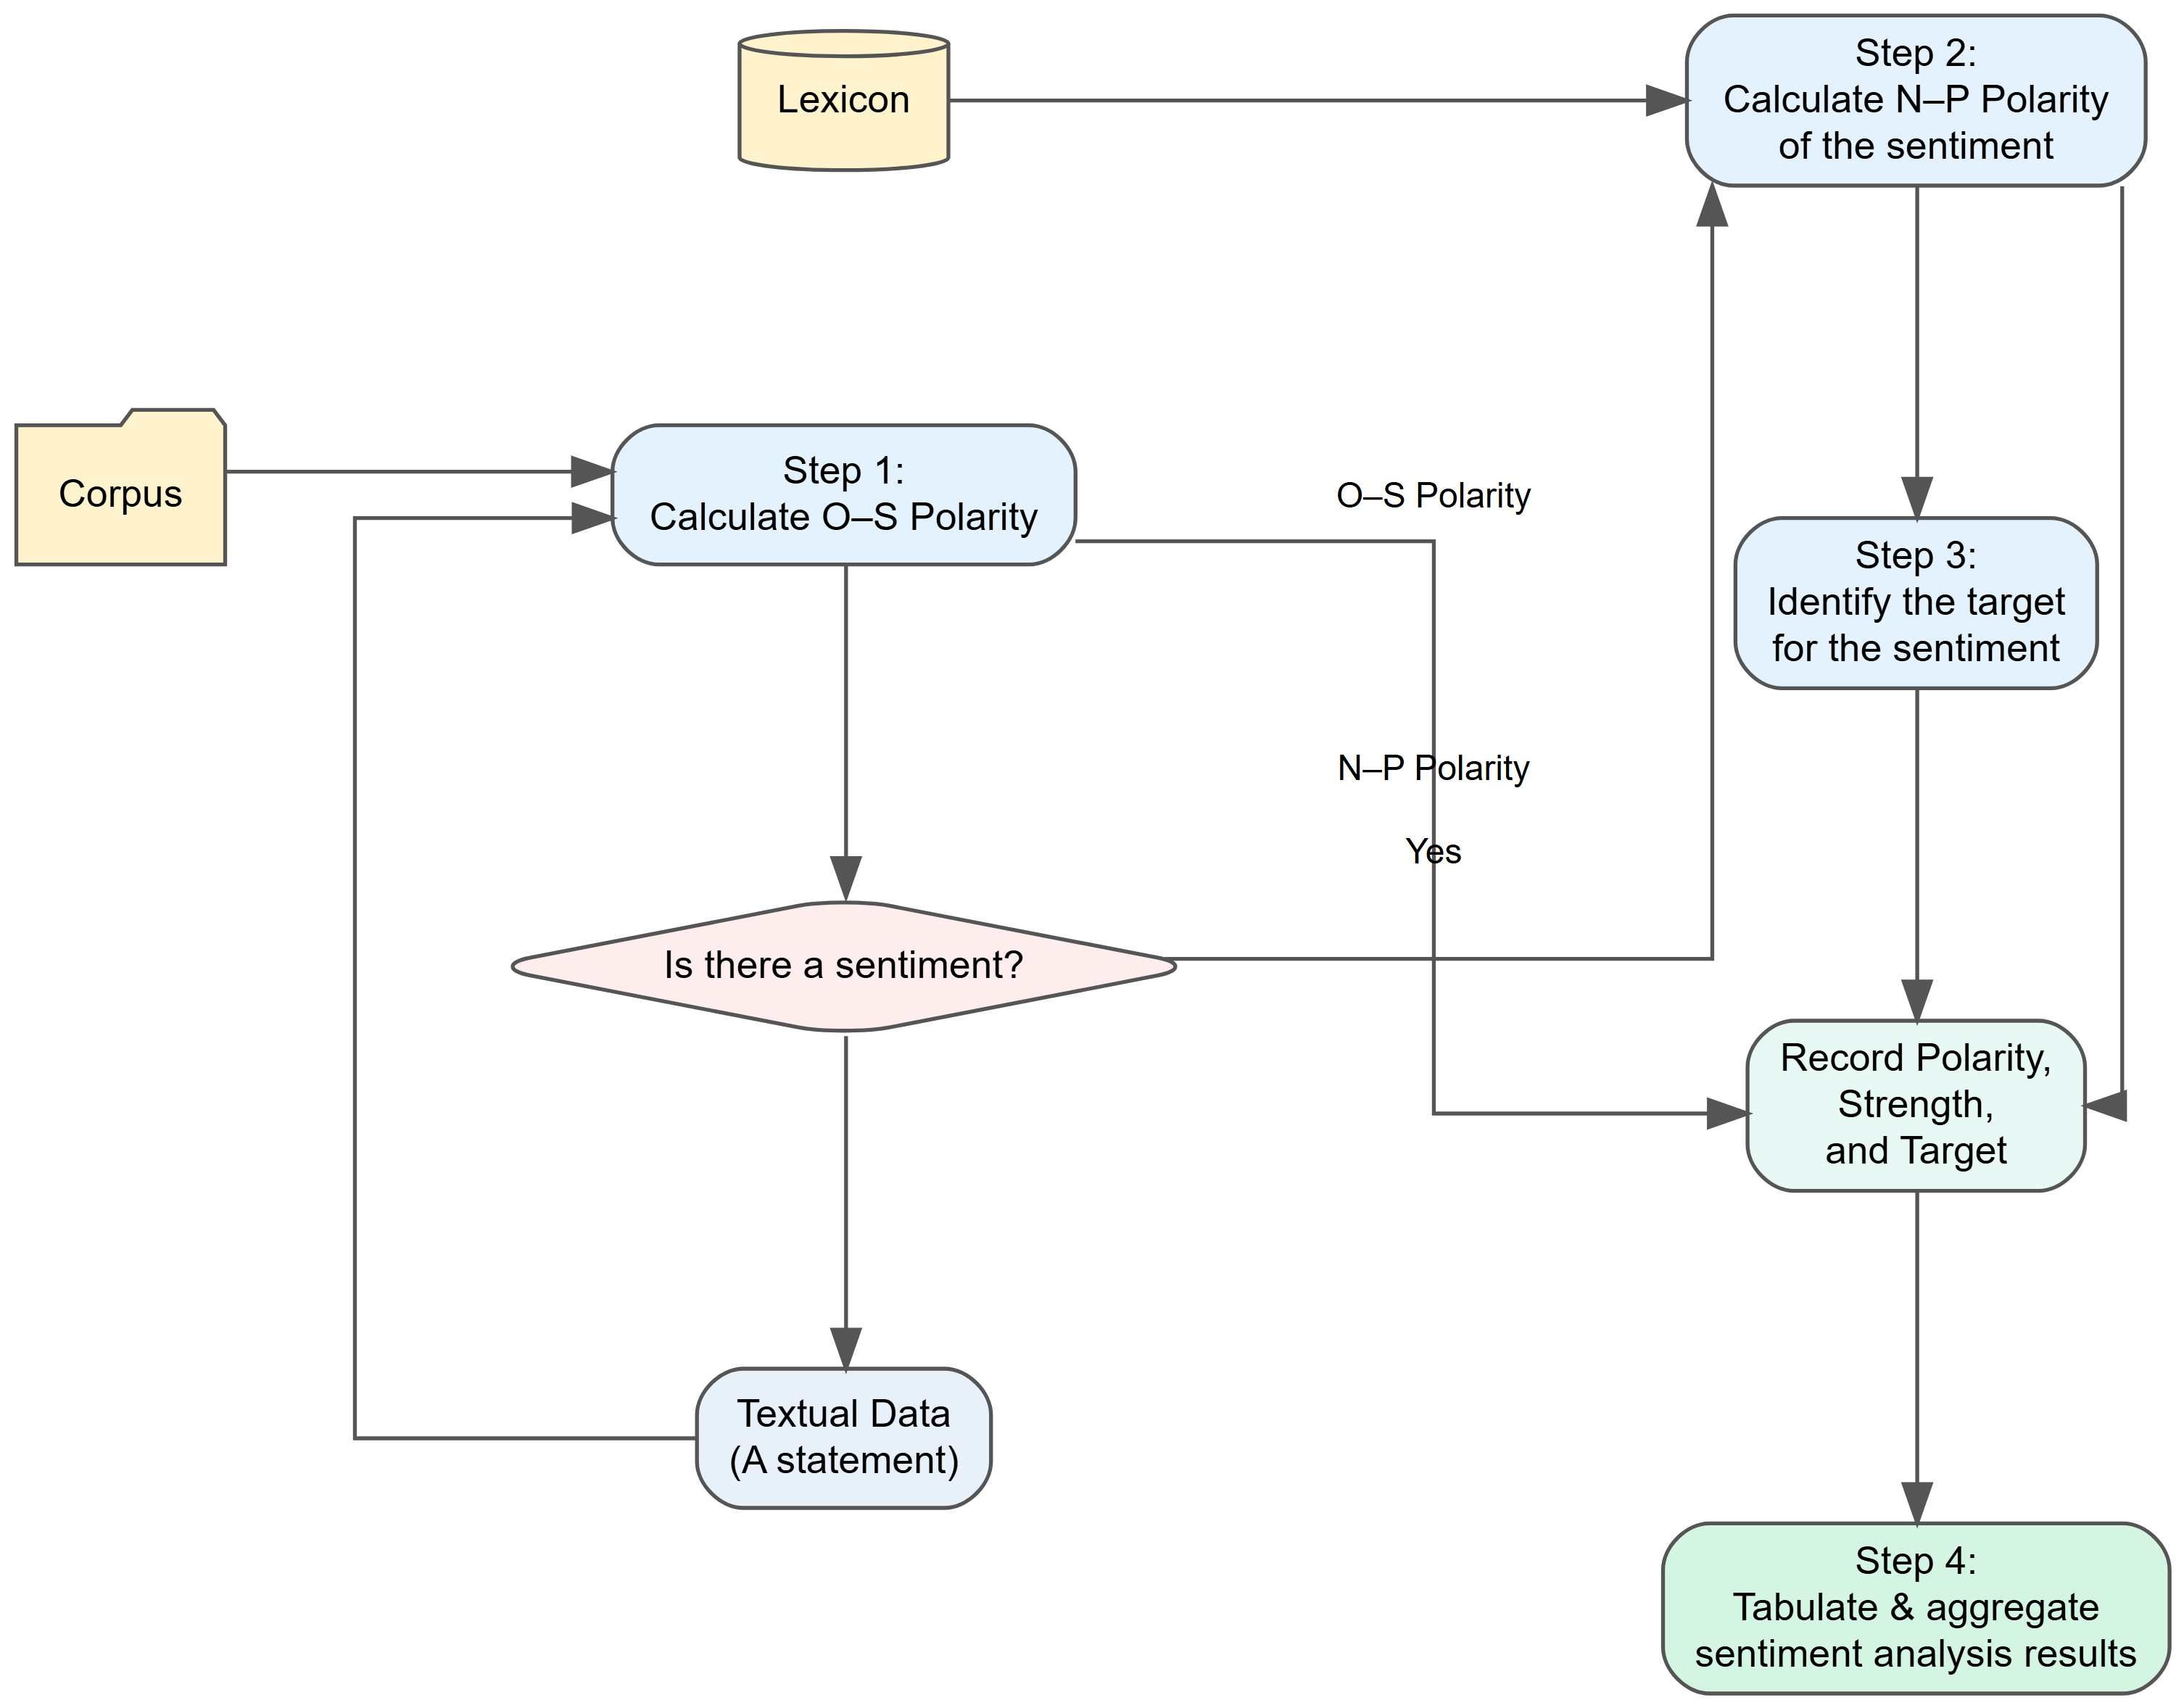 Lexicon
Step 2:
Calculate N–P Polarity
of the sentiment
Corpus
Step 1:
Calculate O–S Polarity
O–S Polarity
Step 3:
Identify the target
for the sentiment
N–P Polarity
Yes
Is there a sentiment?
Record Polarity,
Strength,
and Target
Textual Data
(A statement)
Step 4:
Tabulate & aggregate
sentiment analysis results